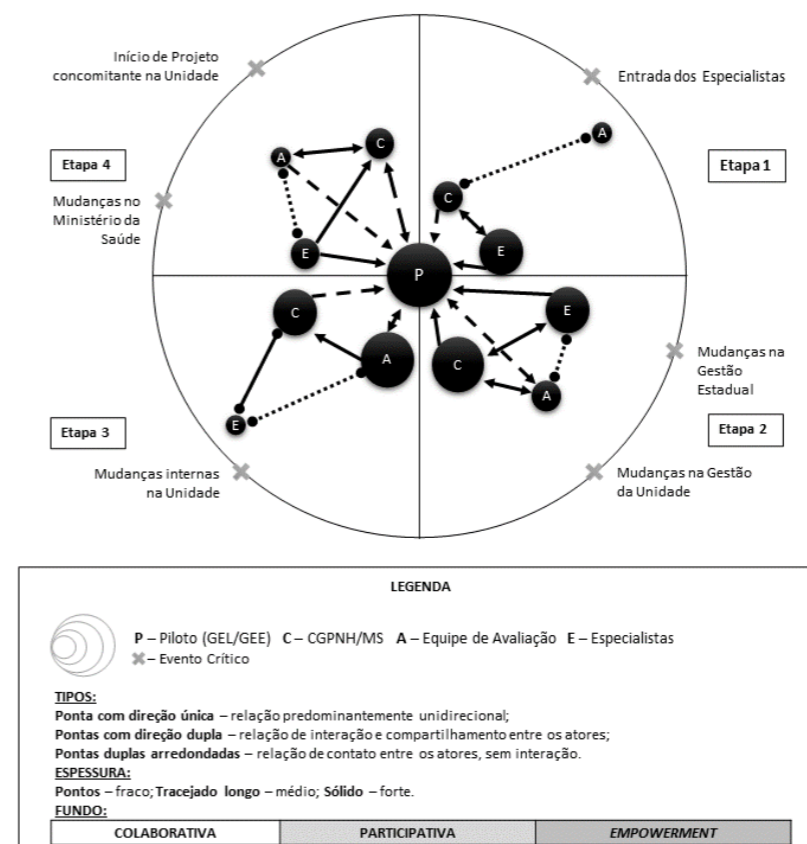 Início de Projeto
concomitante na Unidade
Entrada dos Especialistas
Etapa 4
Etapa 1
Mudanças no
Ministério da
Saúde
A
C
E
A
C
E
P
C
A
E
E
C
A
Mudanças na
Gestão
Estadual
Etapa 3
Etapa 2
Mudanças internas
na Unidade
Mudanças na Gestão
da Unidade
LEGENDA
P – Piloto (GEL/GEE) C – CGPNH/MS A – Equipe de Avaliação E – Especialistas
– Evento Crítico
TIPOS:
Ponta com direção única – relação predominantemente unidirecional;
Pontas com direção dupla – relação de interação e compartilhamento entre os atores;
Pontas duplas arredondadas – relação de contato entre os atores, sem interação.
ESPESSURA:
Pontos – fraco; Tracejado longo – médio; Sólido – forte.
FUNDO:
COLABORATIVA PARTICIPATIVA EMPOWERMENT